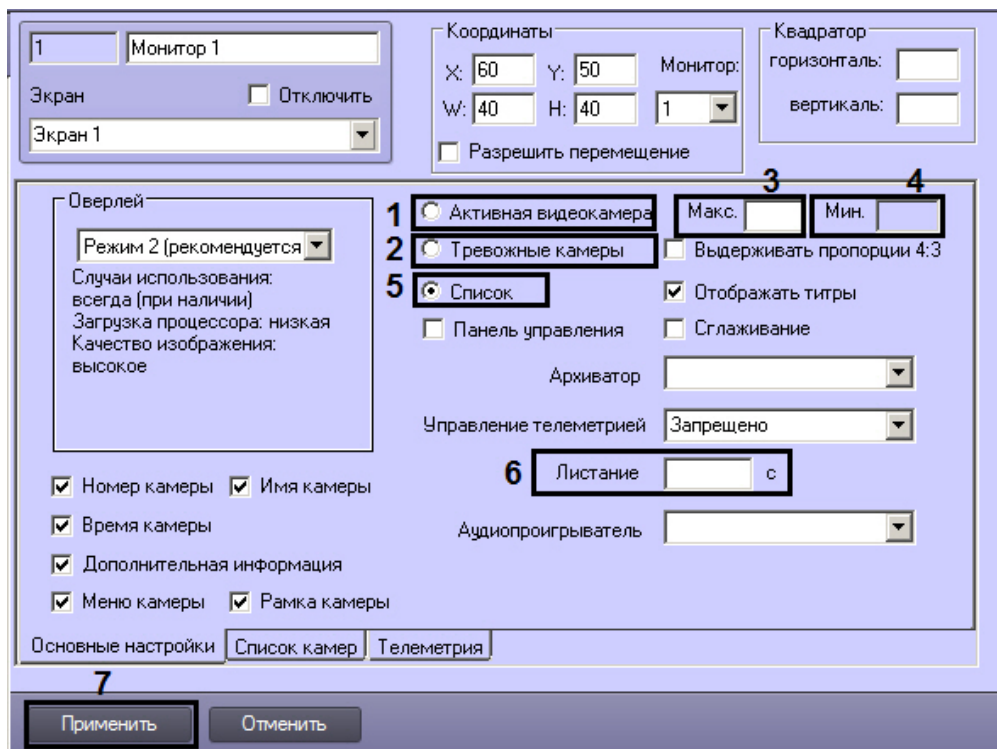 1 Монитор 1
Экран Отключить
Экран 1
Координаты
X: 60 Y: 50 Монитор:
W: 40 H: 40 1
Разрешить перемещение
Квадратор
горизонталь:
вертикаль:
Оверлей
Режим 2 (рекомендуется
Случаи использования:
всегда (при наличии)
Загрузка процессора: низкая
Качество изображения:
высокое
1 Активная видеокамера
3 Макс.
4 Мин.
2 Тревожные камеры
Выдерживать пропорции 4:3
5 Список
Отображать титры
Панель управления
Сглаживание
Архиватор
Управление телеметрией Запрещено
6 Листание с
Аудиопроигрыватель
Номер камеры Имя камеры
Время камеры
Дополнительная информация
Меню камеры Рамка камеры
Основные настройки Список камер Телеметрия
7
Применить Отменить